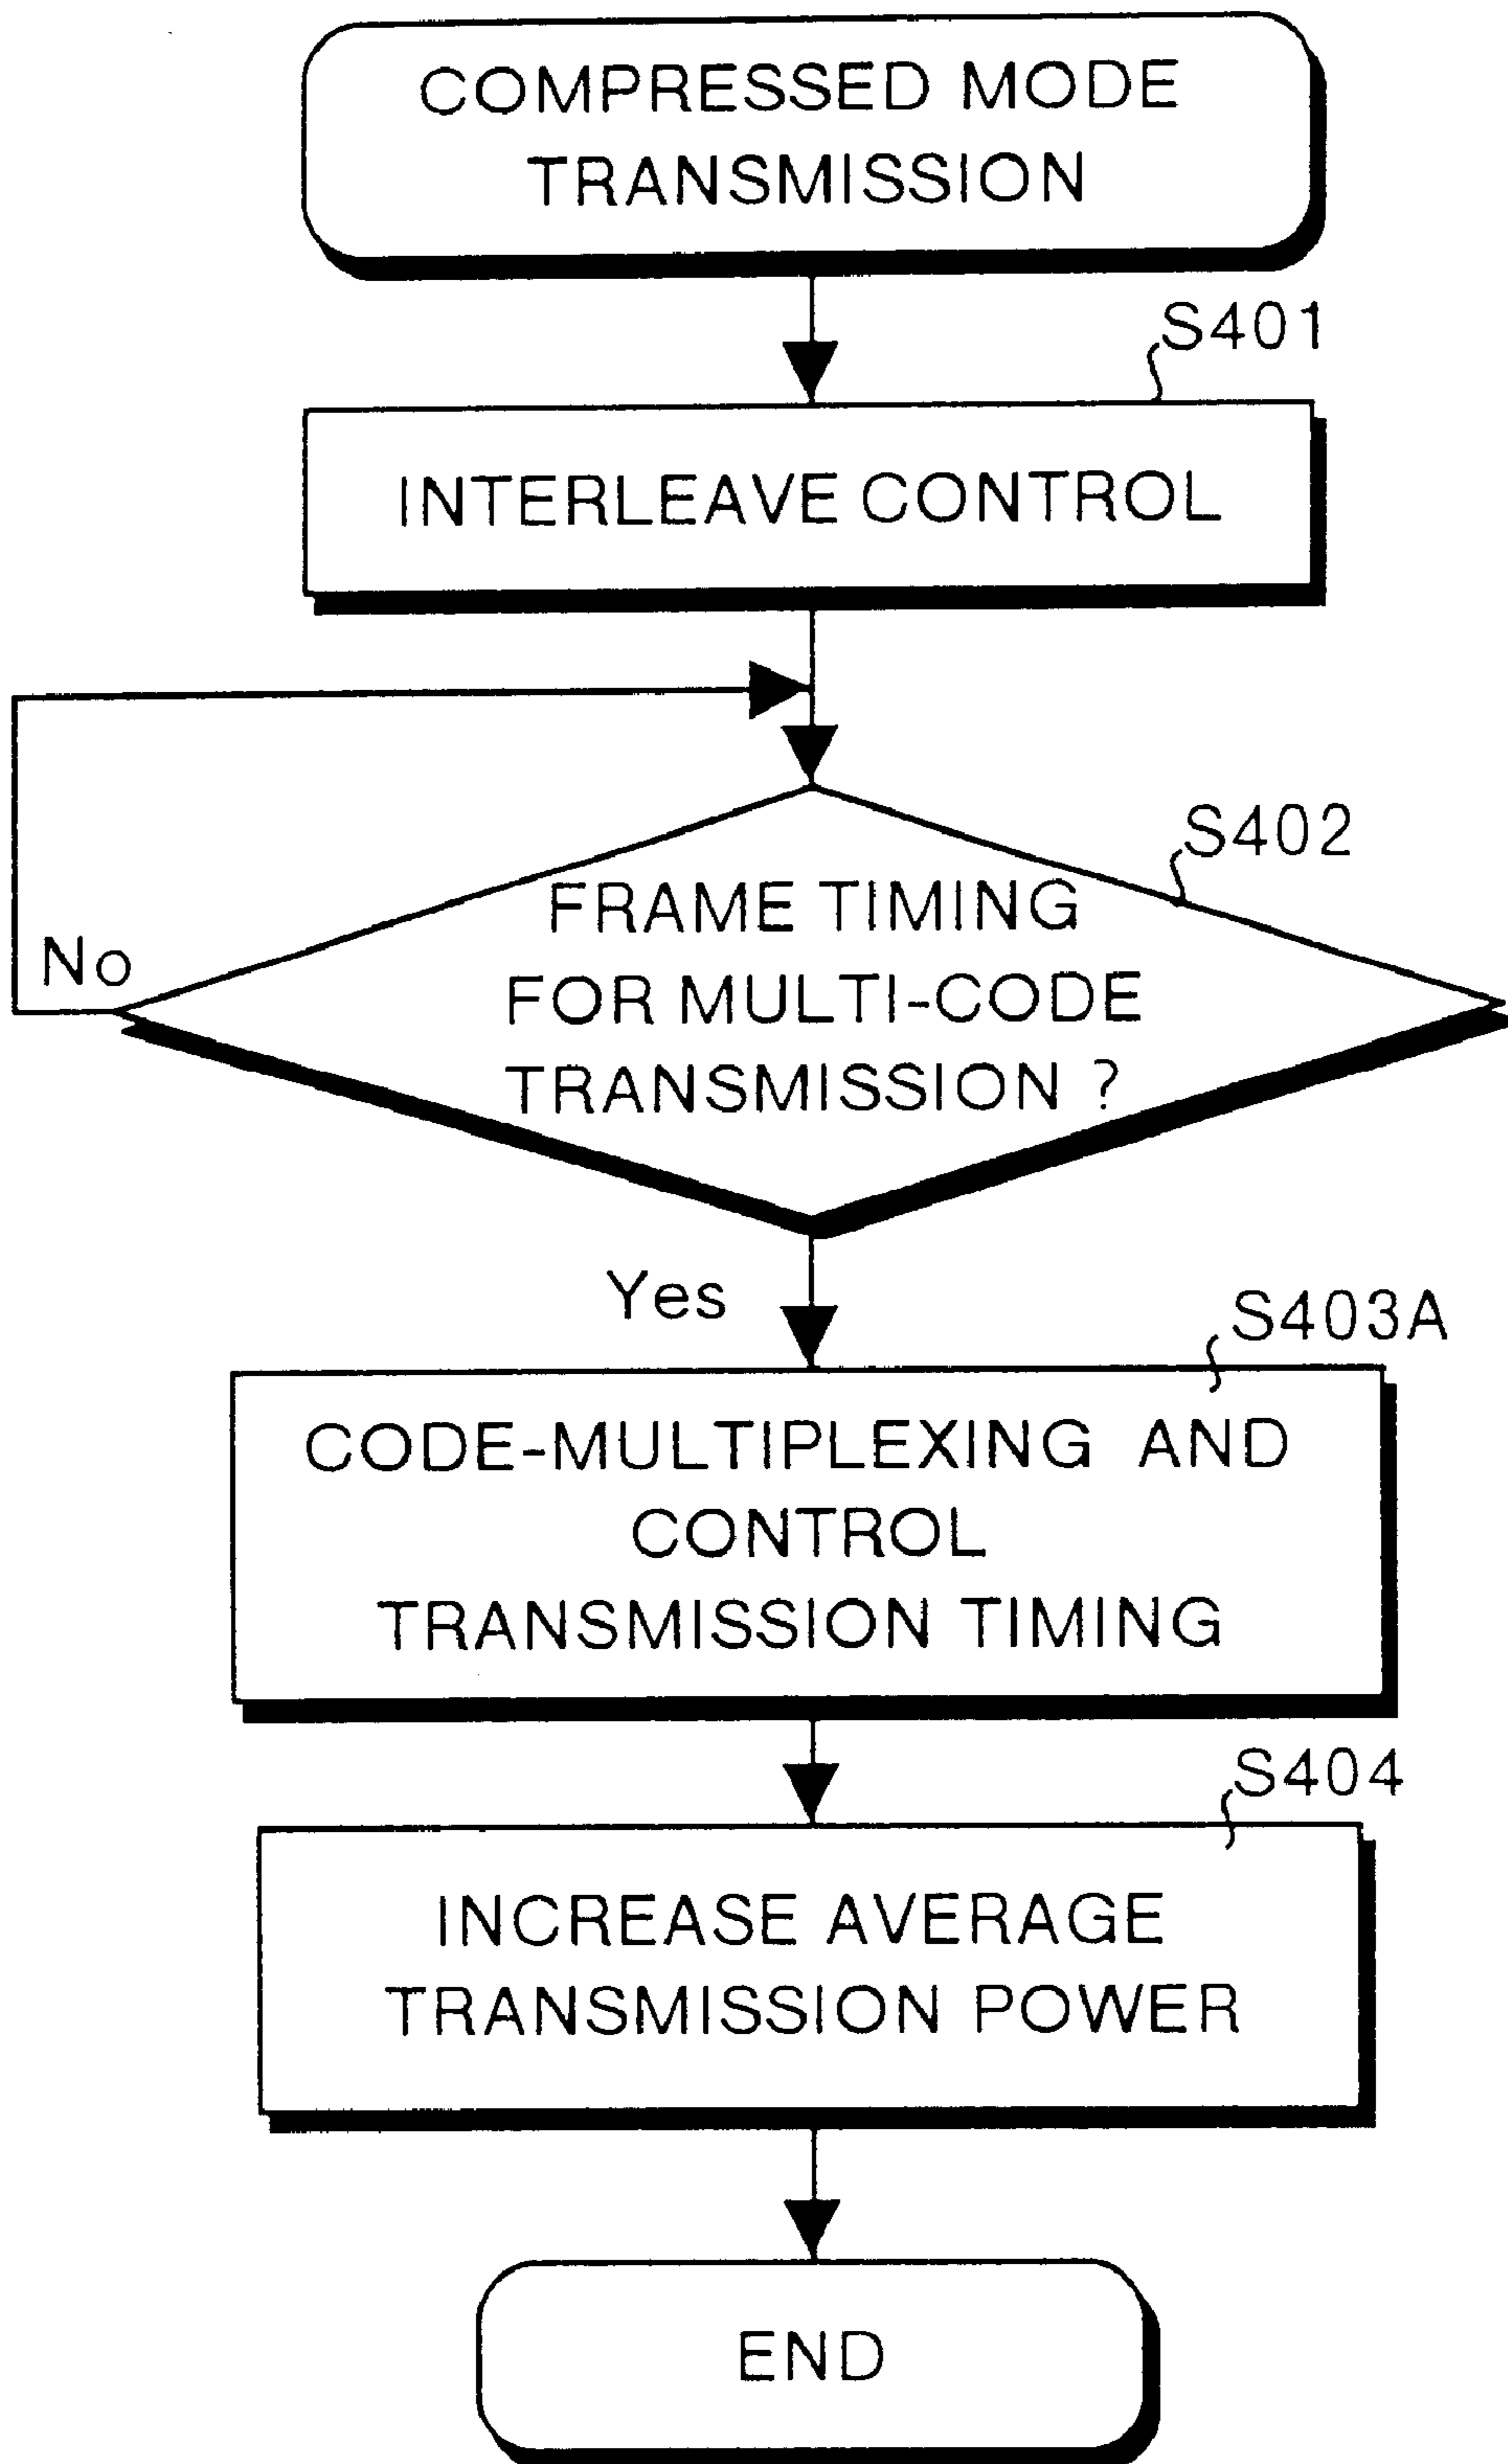 COMPRESSED MODE
TRANSMISSION
S401
INTERLEAVE CONTROL
S402
FRAME TIMING
FOR MULTI-CODE
TRANSMISSION ?
No
Yes
S403A
CODE-MULTIPLEXING AND
CONTROL
TRANSMISSION TIMING
S404
INCREASE AVERAGE
TRANSMISSION POWER
END